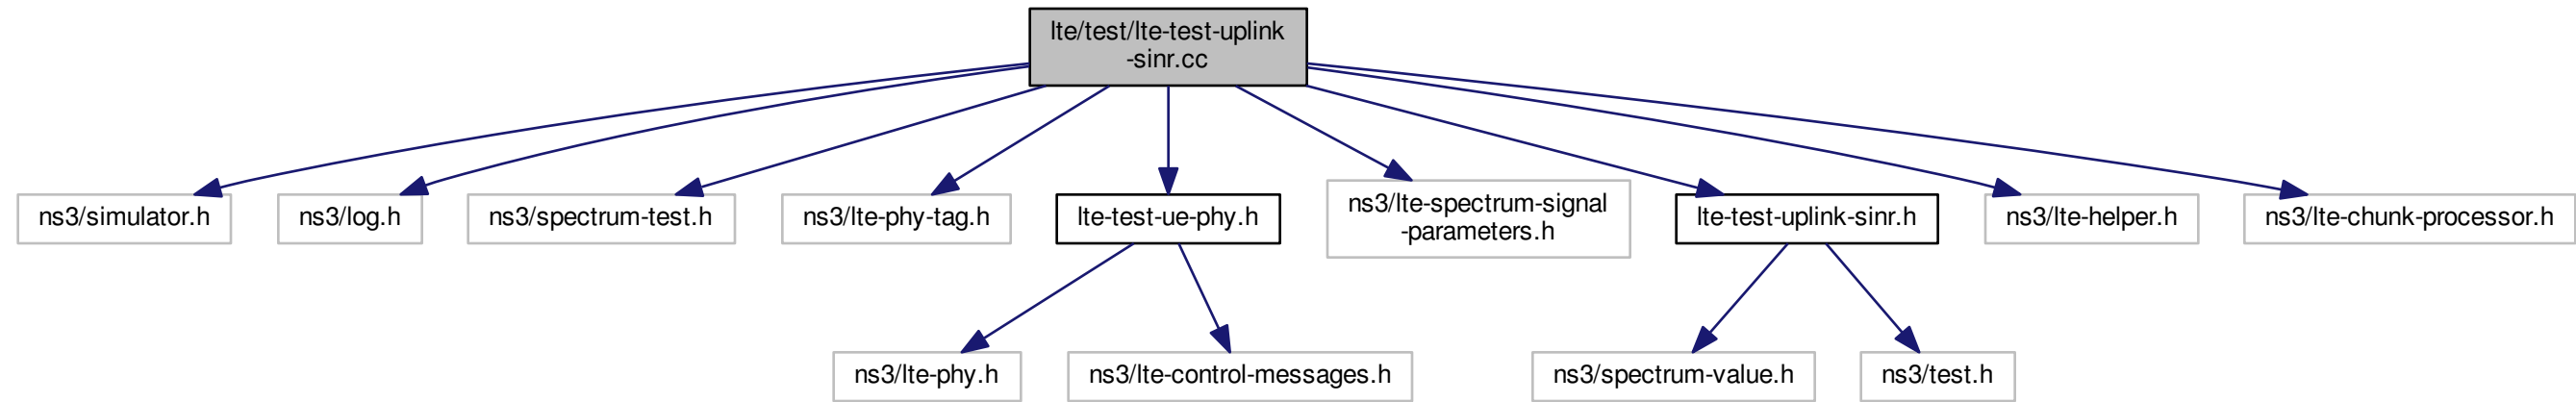 lte/test/lte-test-uplink
-sinr.cc
ns3/simulator.h
ns3/log.h
ns3/spectrum-test.h
ns3/lte-phy-tag.h
lte-test-ue-phy.h
ns3/lte-spectrum-signal
-parameters.h
lte-test-uplink-sinr.h
ns3/lte-helper.h
ns3/lte-chunk-processor.h
ns3/lte-phy.h
ns3/lte-control-messages.h
ns3/spectrum-value.h
ns3/test.h